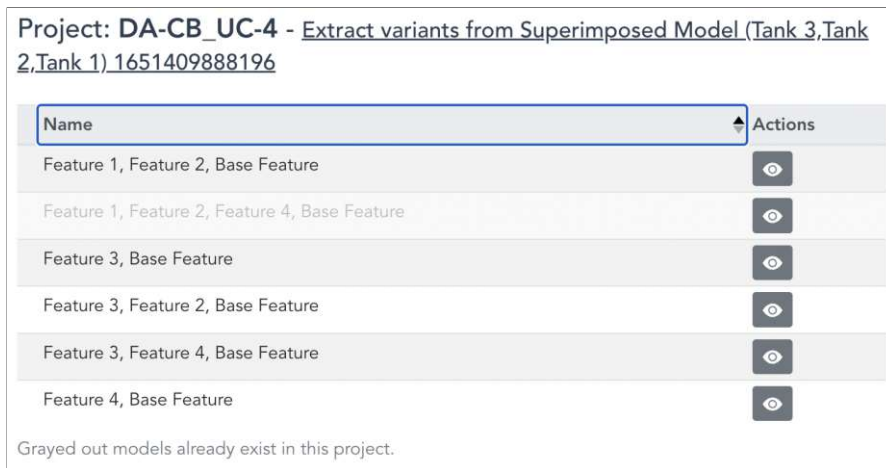 Project: DA-CB_UC-4 - Extract variants from Superimposed Model (Tank 3,Tank
2,Tank 1) 1651409888196
Name Actions
Feature 1, Feature 2, Base Feature
Feature 1, Feature 2, Feature 4, Base Feature
Feature 3, Base Feature
Feature 3, Feature 2, Base Feature
Feature 3, Feature 4, Base Feature
Feature 4, Base Feature
Grayed out models already exist in this project.